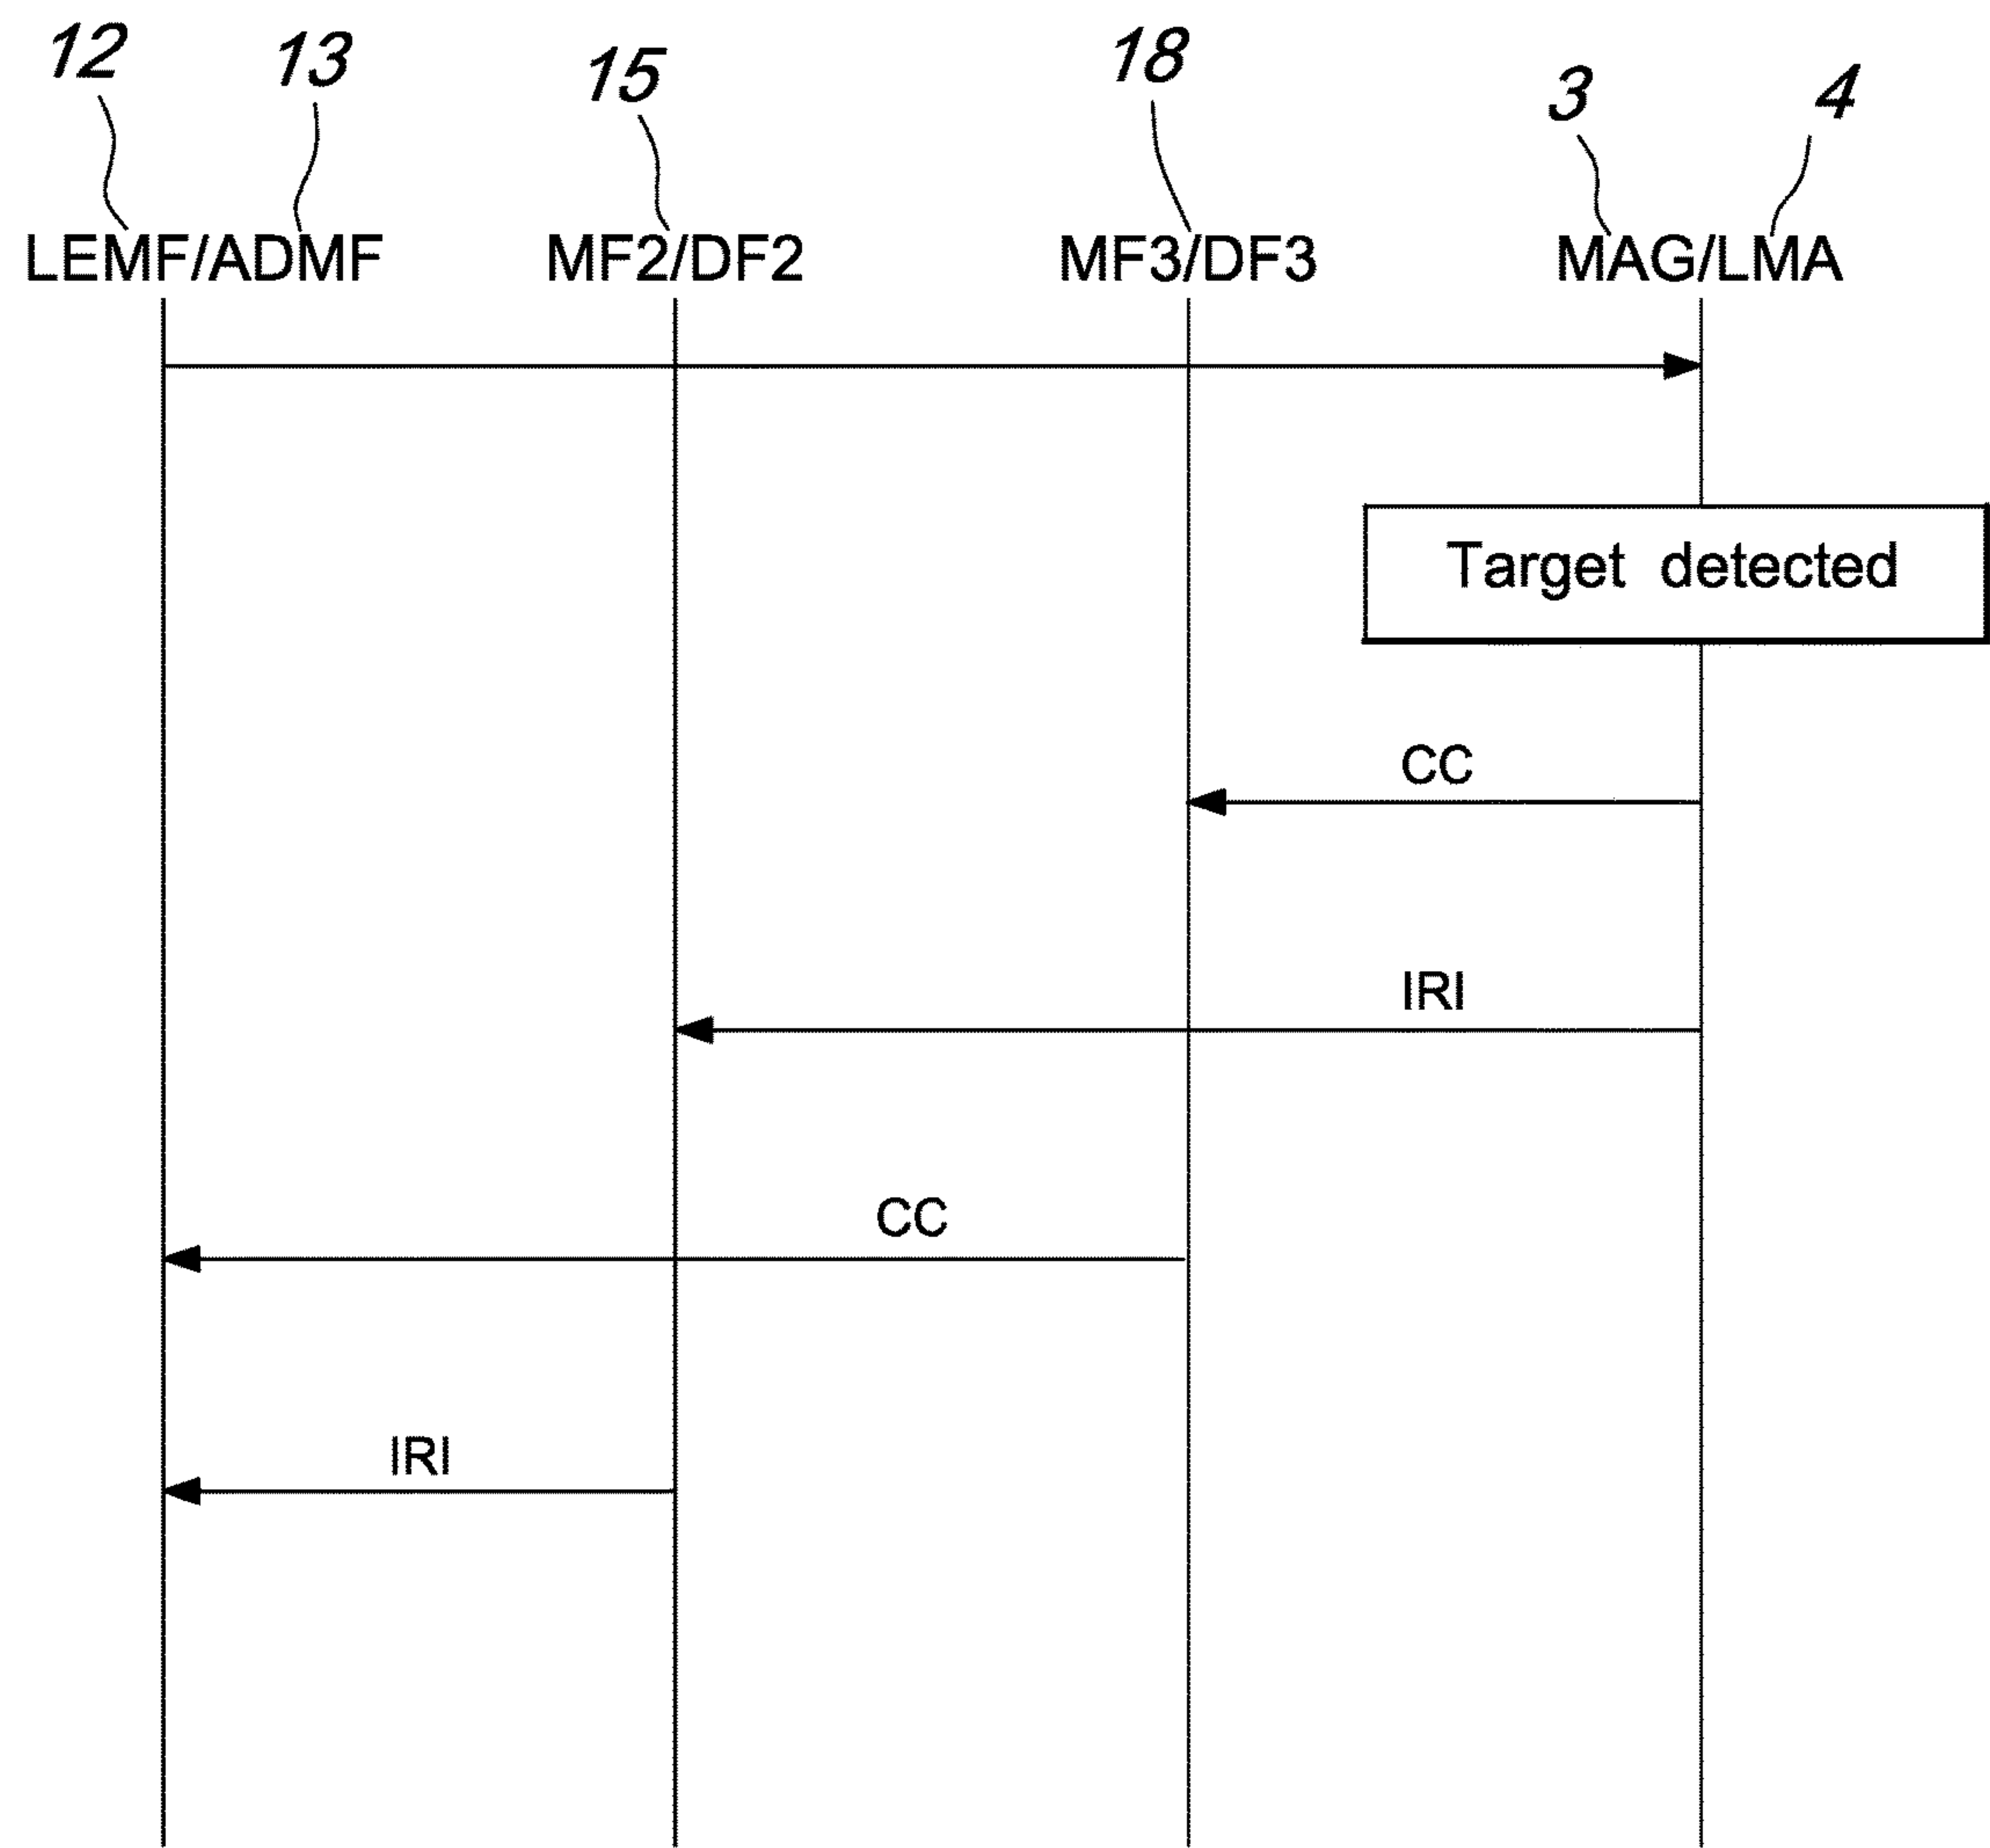 12 13 15 18 3 4
LEMF/ADMF MF2/DF2 MF3/DF3 MAG/LMA
Target detected
CC
IRI
CC
IRI